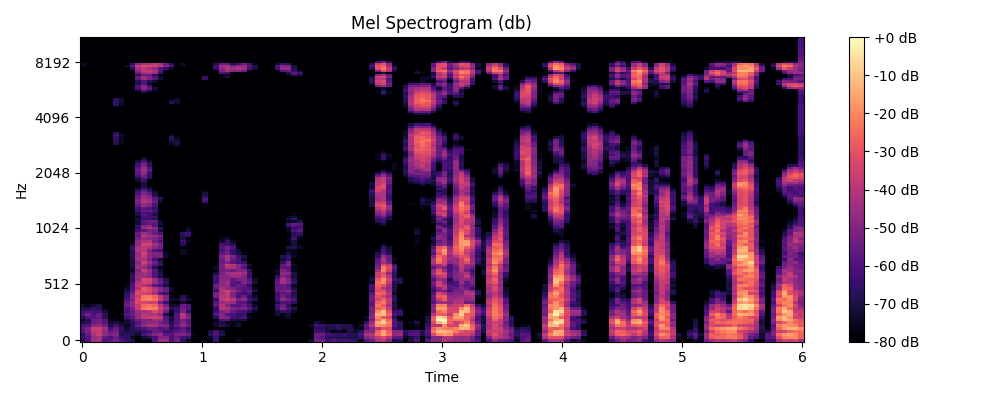 Mel Spectrogram (db)
+0 dB
8192
-10 dB
4096
-20 dB
-30 dB
2048
Hz
-40 dB
1024
-50 dB
-60 dB
512
-70 dB
0
-80 dB
0 1 2 3 4 5 6
Time